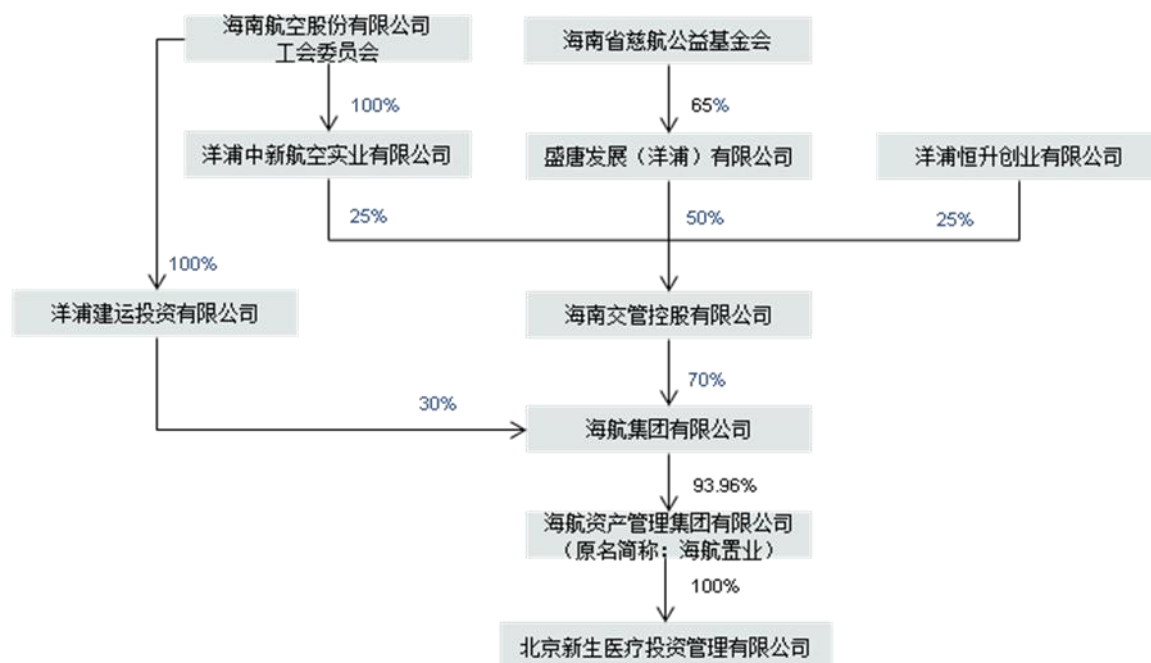 海南航空股份有限公司
工会委员会
海南省慈航公益基金会
100%
65%
洋浦中新航空实业有限公司
盛唐发展（洋浦）有限公司
洋浦恒升创业有限公司
25%
50%
25%
100%
洋浦建运投资有限公司
海南交管控股有限公司
70%
30%
海航集团有限公司
93.96%
海航资产管理集团有限公司
（原名简称：海航置业）
100%
北京新生医疗投资管理有限公司